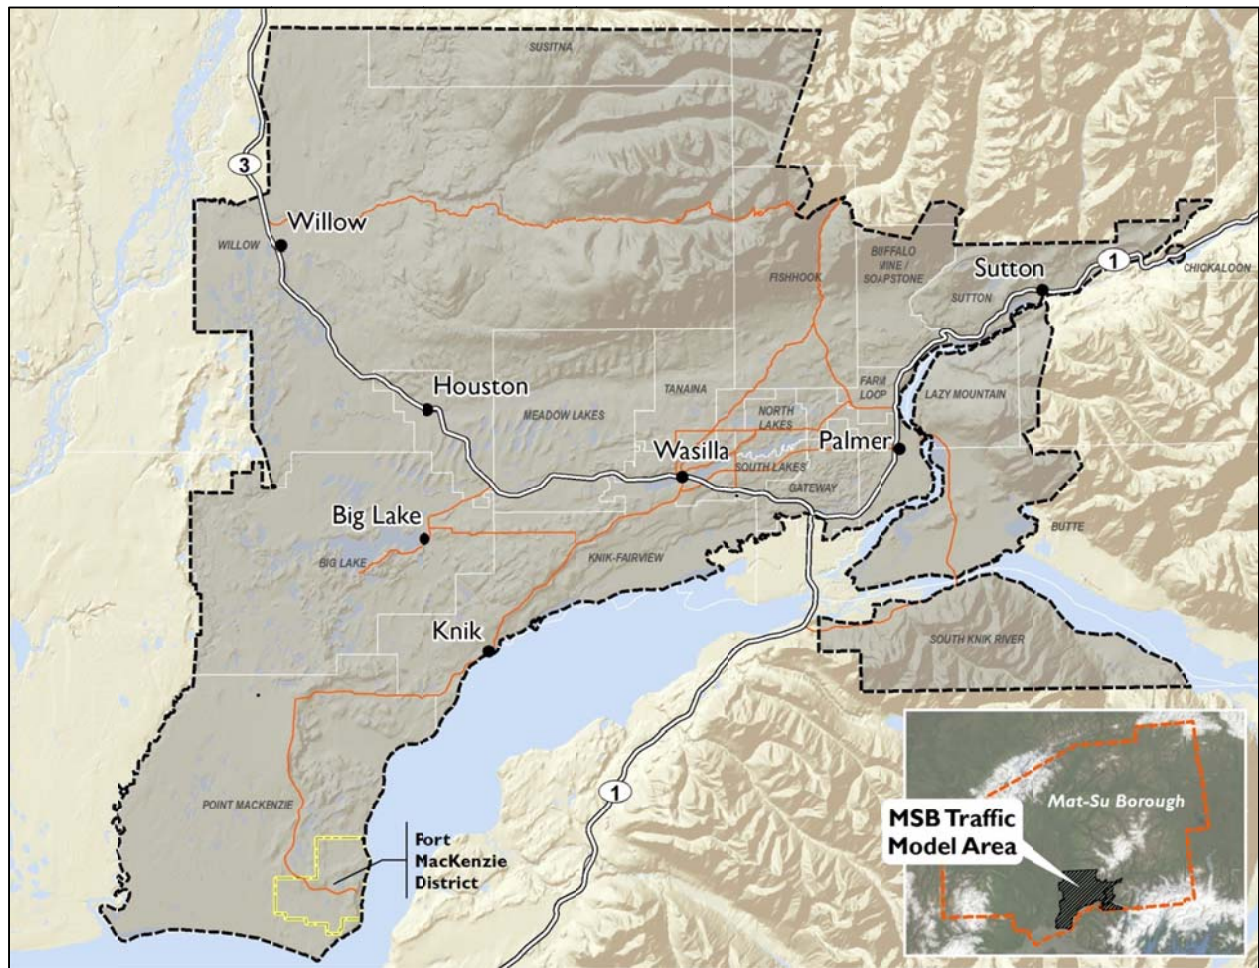 SUSITNA
3
Willow
WILLOW
FISHHOOK
BUFFALO
MINE /
SOAPSTONE
Sutton
SUTTON
1
CHICKALOON
Houston
MEADOW LAKES
TANAINA
NORTH
LAKES
FARM
LOOP
LAZY MOUNTAIN
Wasilla
Palmer
SOUTH LAKES
GATEWAY
Big Lake
BIG LAKE
KNIK-FAIRVIEW
BUTTE
Knik
SOUTH KNIK RIVER
POINT MACKENZIE
Port
MacKenzie
District
1
Mat-Su Borough
MSB Traffic
Model Area